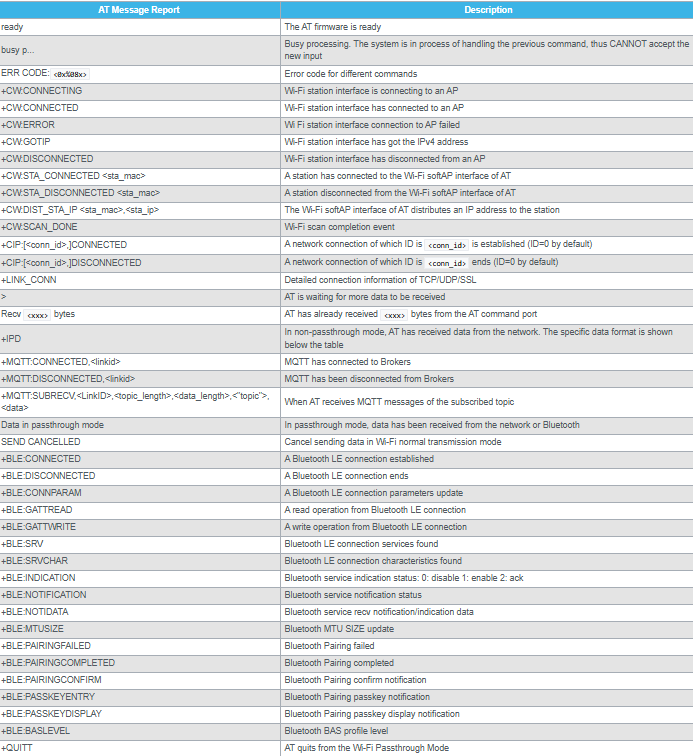 AT Message Report Description
ready The AT firmware is ready
busy p... Busy processing. The system is in process of handling the previous command, thus CANNOT accept the
new input
ERR CODE: <0x%08x> Error code for different commands
+CW:CONNECTING Wi-Fi station interface is connecting to an AP
+CW:CONNECTED Wi-Fi station interface has connected to an AP
+CW:ERROR Wi Fi station interface connection to AP failed
+CW:GOTIP Wi-Fi station interface has got the IPv4 address
+CW:DISCONNECTED Wi-Fi station interface has disconnected from an AP
+CW:STA_CONNECTED <sta_mac> A station has connected to the Wi-Fi softAP interface of AT
+CW:STA_DISCONNECTED <sta_mac> A station disconnected from the Wi-Fi softAP interface of AT
+CW:DIST_STA_IP <sta_mac>,<sta_ip> The Wi-Fi softAP interface of AT distributes an IP address to the station
+CW:SCAN_DONE Wi-Fi scan completion event
+CIP:[<conn_id>,]CONNECTED A network connection of which ID is <conn_id> is established (ID=0 by default)
+CIP:[<conn_id>,]DISCONNECTED A network connection of which ID is <conn_id> ends (ID=0 by default)
+LINK_CONN Detailed connection information of TCP/UDP/SSL
> AT is waiting for more data to be received
Recv <xxx> bytes AT has already received <xxx> bytes from the AT command port
+IPD In non-passthrough mode, AT has received data from the network. The specific data format is shown
below the table
+MQTT:CONNECTED,<linkid> MQTT has connected to Brokers
+MQTT:DISCONNECTED,<linkid> MQTT has been disconnected from Brokers
+MQTT:SUBRECV,<LinkID>,<topic_length>,<data_length>,<"topic">,
<data> When AT receives MQTT messages of the subscribed topic
Data in passthrough mode In passthrough mode, data has been received from the network or Bluetooth
SEND CANCELLED Cancel sending data in Wi-Fi normal transmission mode
+BLE:CONNECTED A Bluetooth LE connection established
+BLE:DISCONNECTED A Bluetooth LE connection ends
+BLE:CONNPARAM A Bluetooth LE connection parameters update
+BLE:GATTREAD A read operation from Bluetooth LE connection
+BLE:GATTWRITE A write operation from Bluetooth LE connection
+BLE:SRV Bluetooth LE connection services found
+BLE:SRVCHAR Bluetooth LE connection characteristics found
+BLE:INDICATION Bluetooth service indication status: 0: disable 1: enable 2: ack
+BLE:NOTIFICATION Bluetooth service notification status
+BLE:NOTIDATA Bluetooth service recv notification/indication data
+BLE:MTUSIZE Bluetooth MTU SIZE update
+BLE:PAIRINGFAILED Bluetooth Pairing failed
+BLE:PAIRINGCOMPLETED Bluetooth Pairing completed
+BLE:PAIRINGCONFIRM Bluetooth Pairing confirm notification
+BLE:PASSKEYENTRY Bluetooth Pairing passkey notification
+BLE:PASSKEYDISPLAY Bluetooth Pairing passkey display notification
+BLE:BASLEVEL Bluetooth BAS profile level
+QUITT AT quits from the Wi-Fi Passthrough Mode